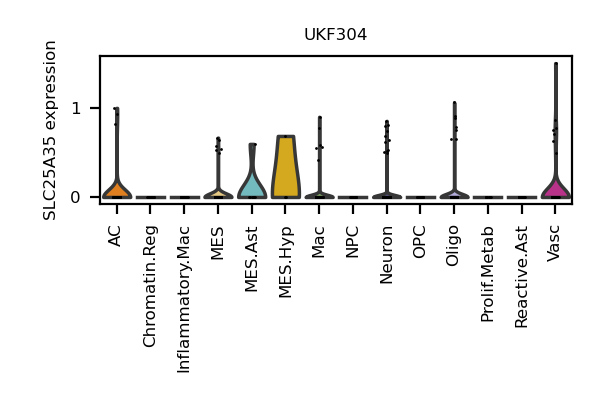 UKF304
SLC25A35 expression
1
0
AC
Chromatin.Reg
Inflammatory.Mac
MES
MES.Ast
MES.Hyp
Mac
NPC
Neuron
OPC
Oligo
Prolif.Metab
Reactive.Ast
Vasc